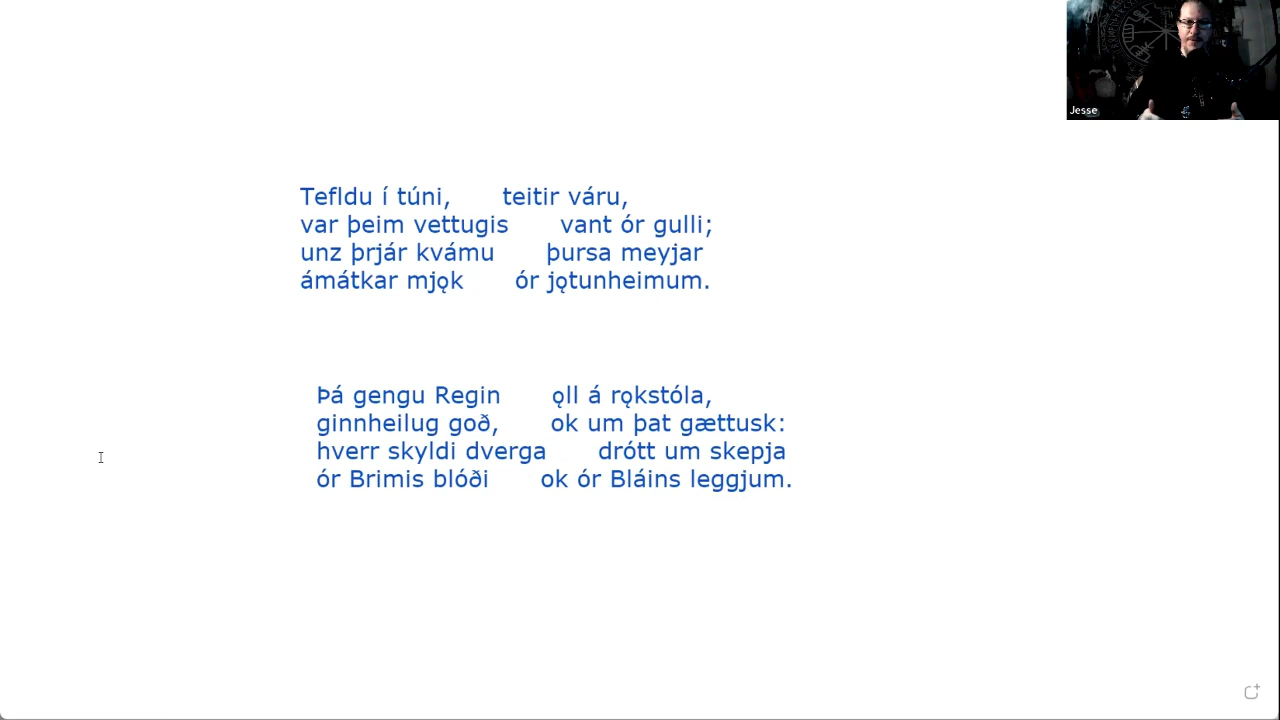 Jesse
Tefldu í túni, teitir váru,
var þeim vettugis vant ór gulli;
unz þrjár kvámu þursa meyjar
ámátkar mjǫk ór jǫtunheimum.
Þá gengu Regin ǫll á rǫkstóla,
ginnheilug goð, ok um þat gættusk:
hverr skyldi dverga drótt um skepja
ór Brimis blóði ok ór Bláins leggjum.